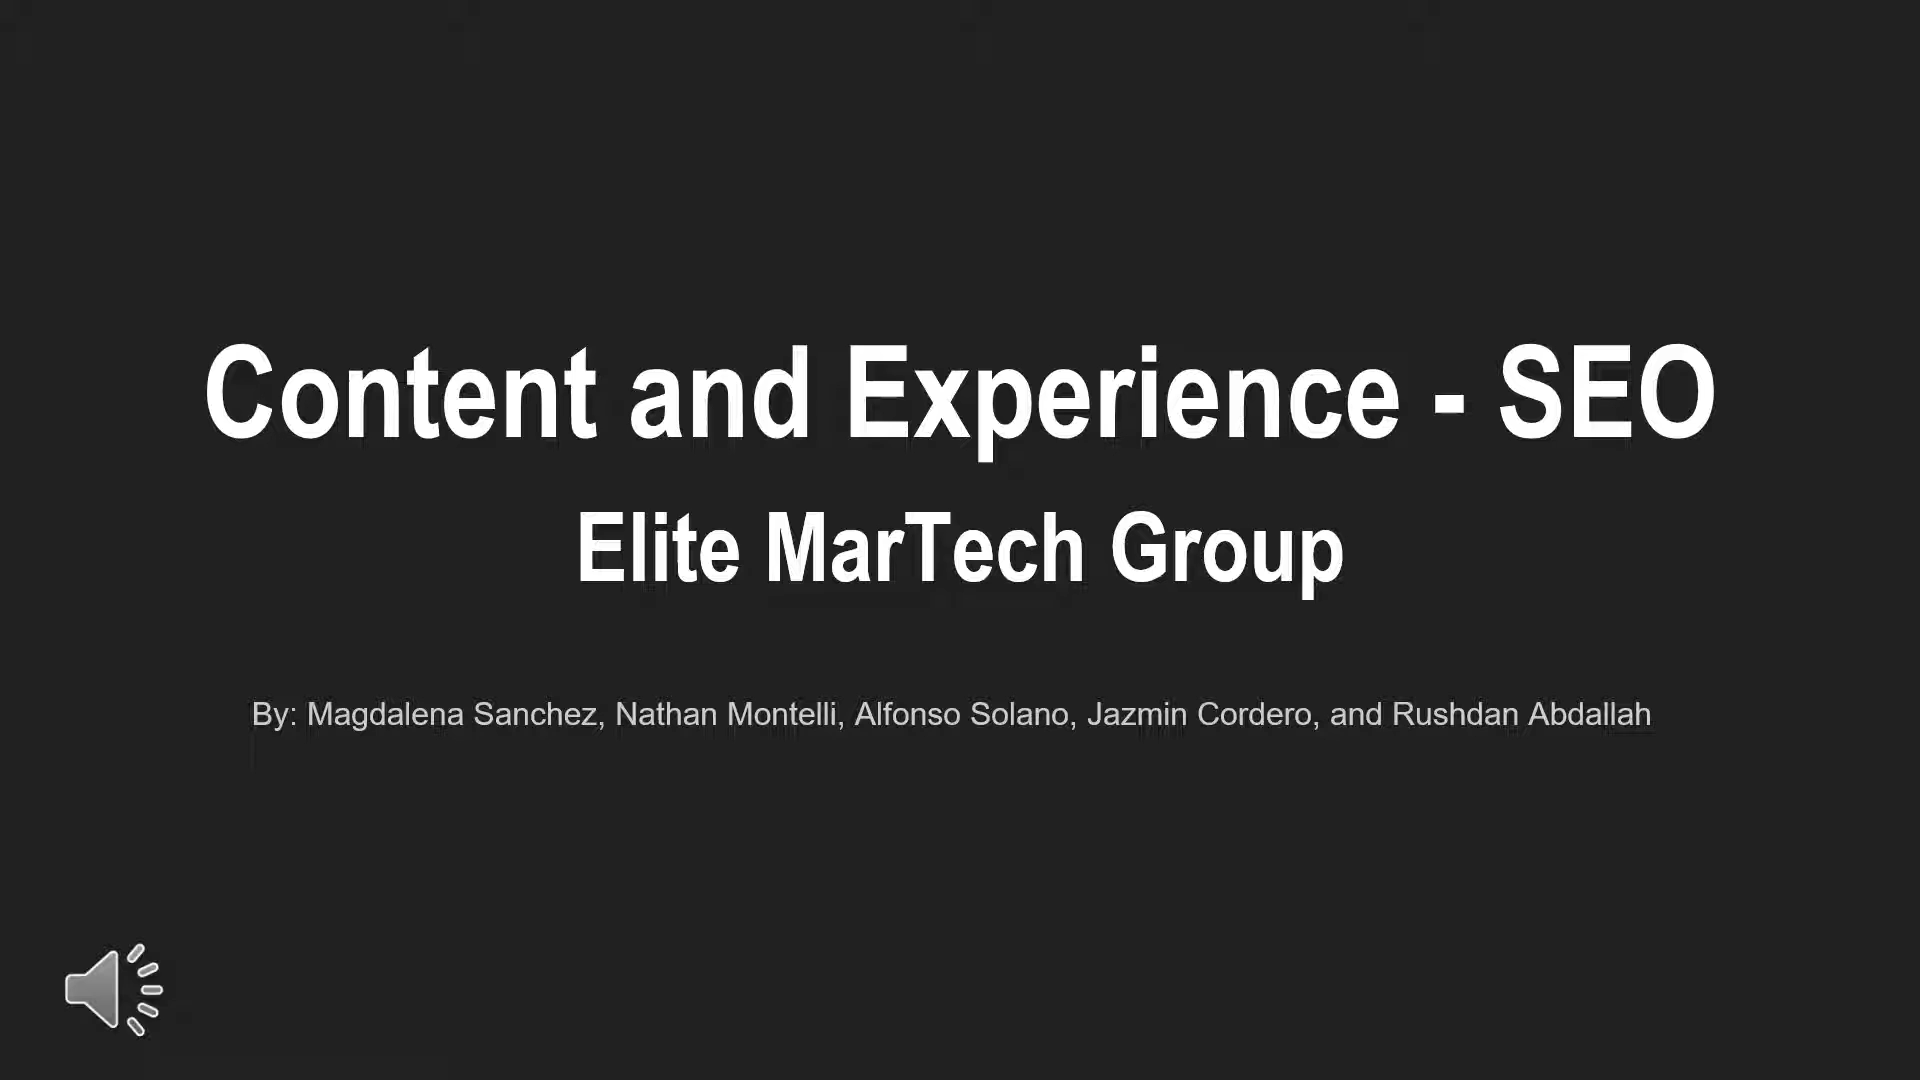 Content and Experience - SEO
Elite MarTech Group
By: Magdalena Sanchez, Nathan Montelli, Alfonso Solano, Jazmin Cordero, and Rushdan Abdallah